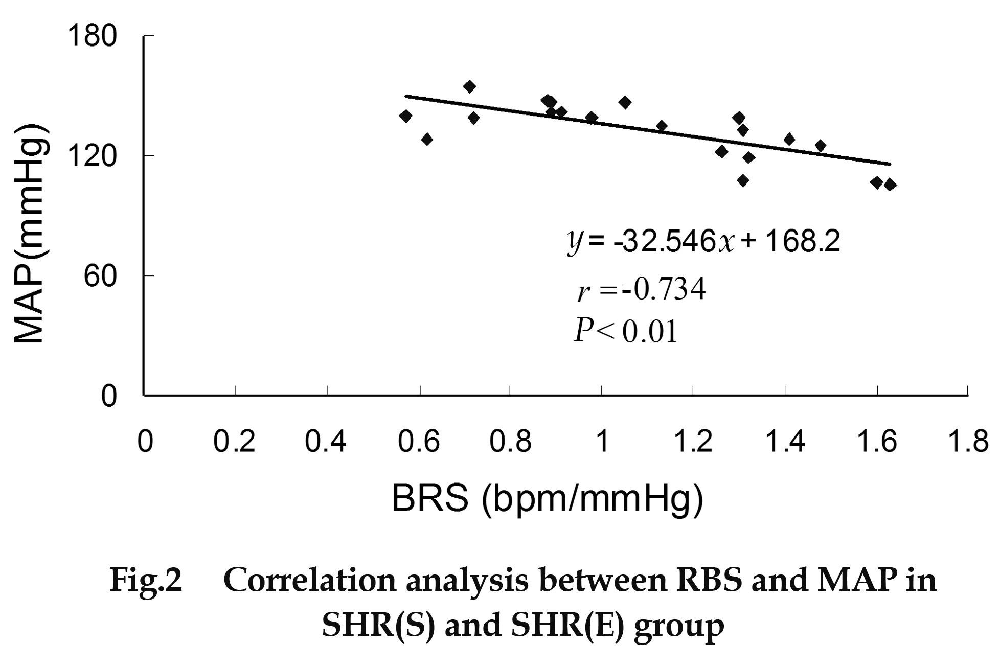 180
120
60
0
MAP(mmHg)
y = -32.546x + 168.2
r = -0.734
P< 0.01
0 0.2 0.4 0.6 0.8 1 1.2 1.4 1.6 1.8
BRS (bpm/mmHg)
Fig.2 Correlation analysis between RBS and MAP in
SHR(S) and SHR(E) group